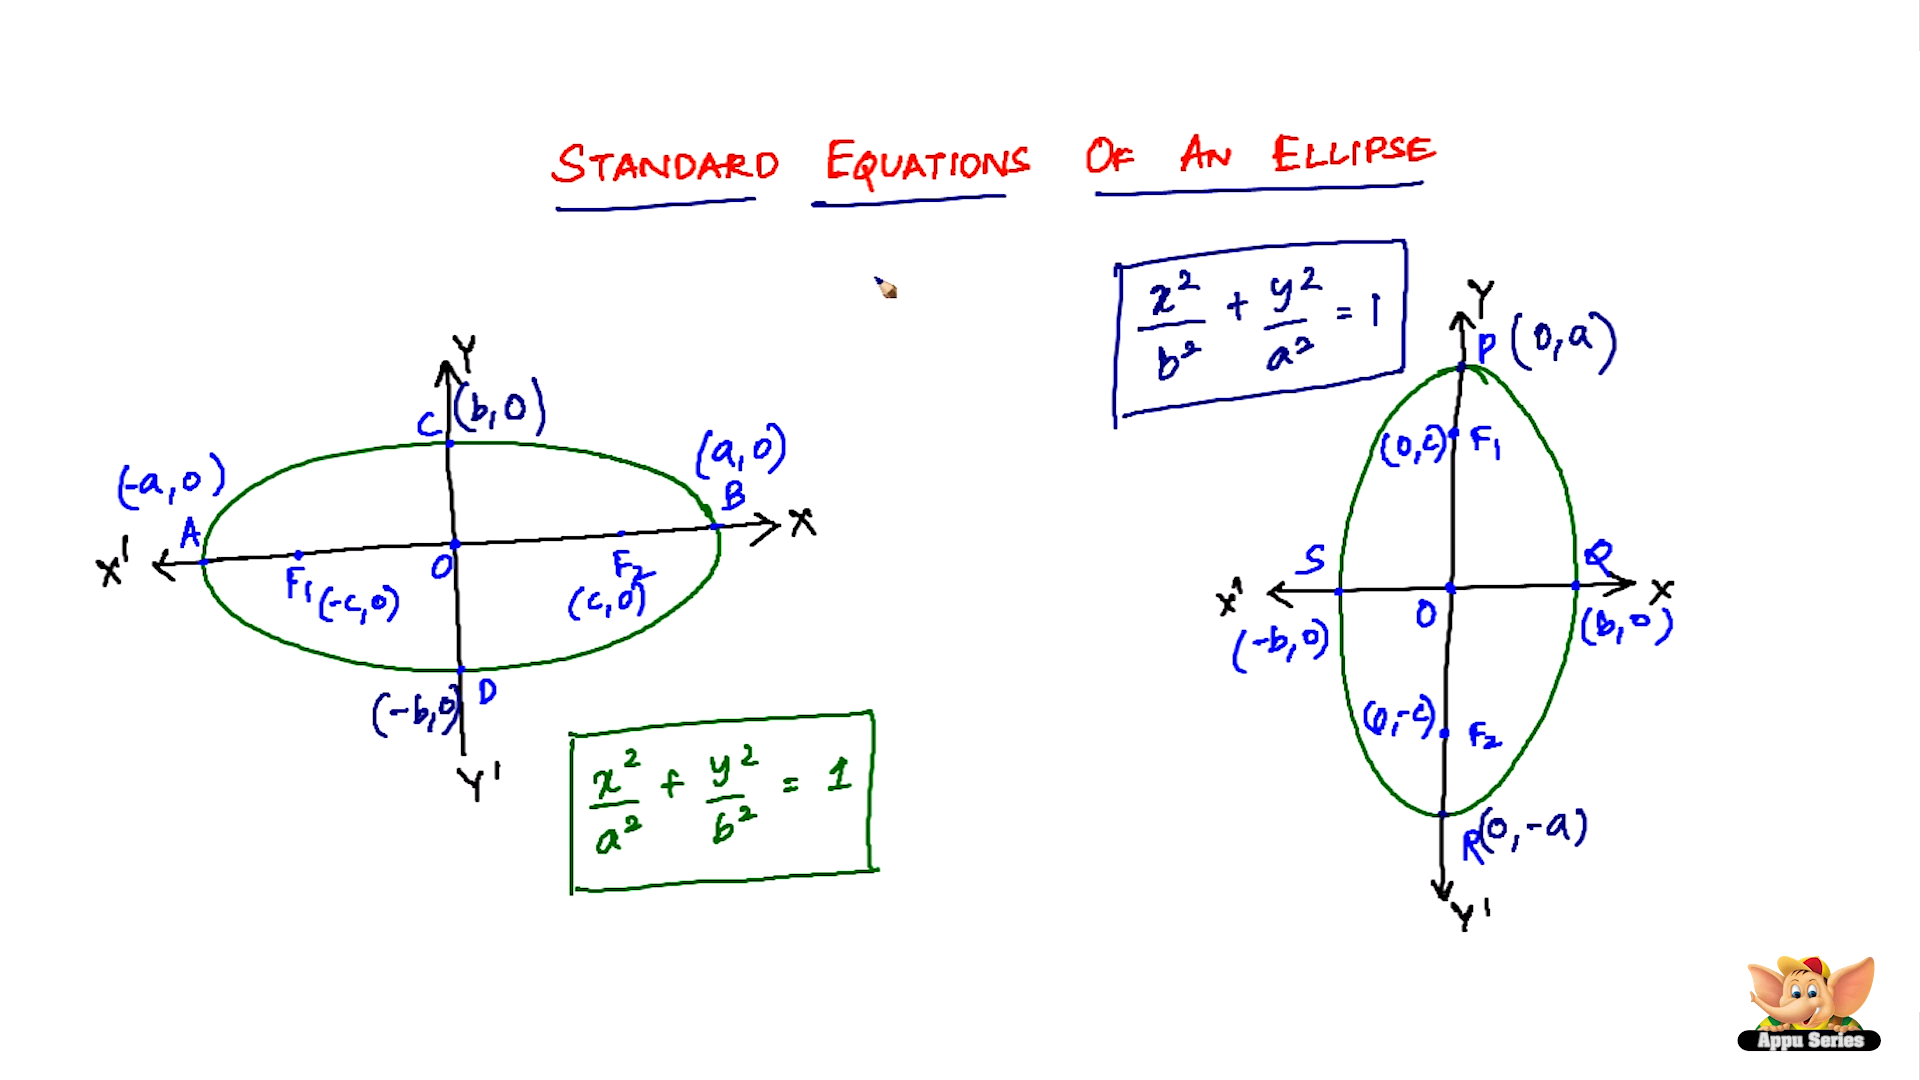 STANDARD EQUATIONS OF AN ELLIPSE
x²/b² + y²/a² = 1
Y
P (0, a)
(0, c) F₁
S
Q
X' O X
(-b, 0) (b, 0)
(0, -c) F₂
R (0, -a)
Y'
Y
C (b, 0)
(-a, 0) (a, 0)
A B
X' O X
F₁ (-c, 0) F₂ (c, 0)
(-b, 0) D
Y'
x²/a² + y²/b² = 1
Appu Series